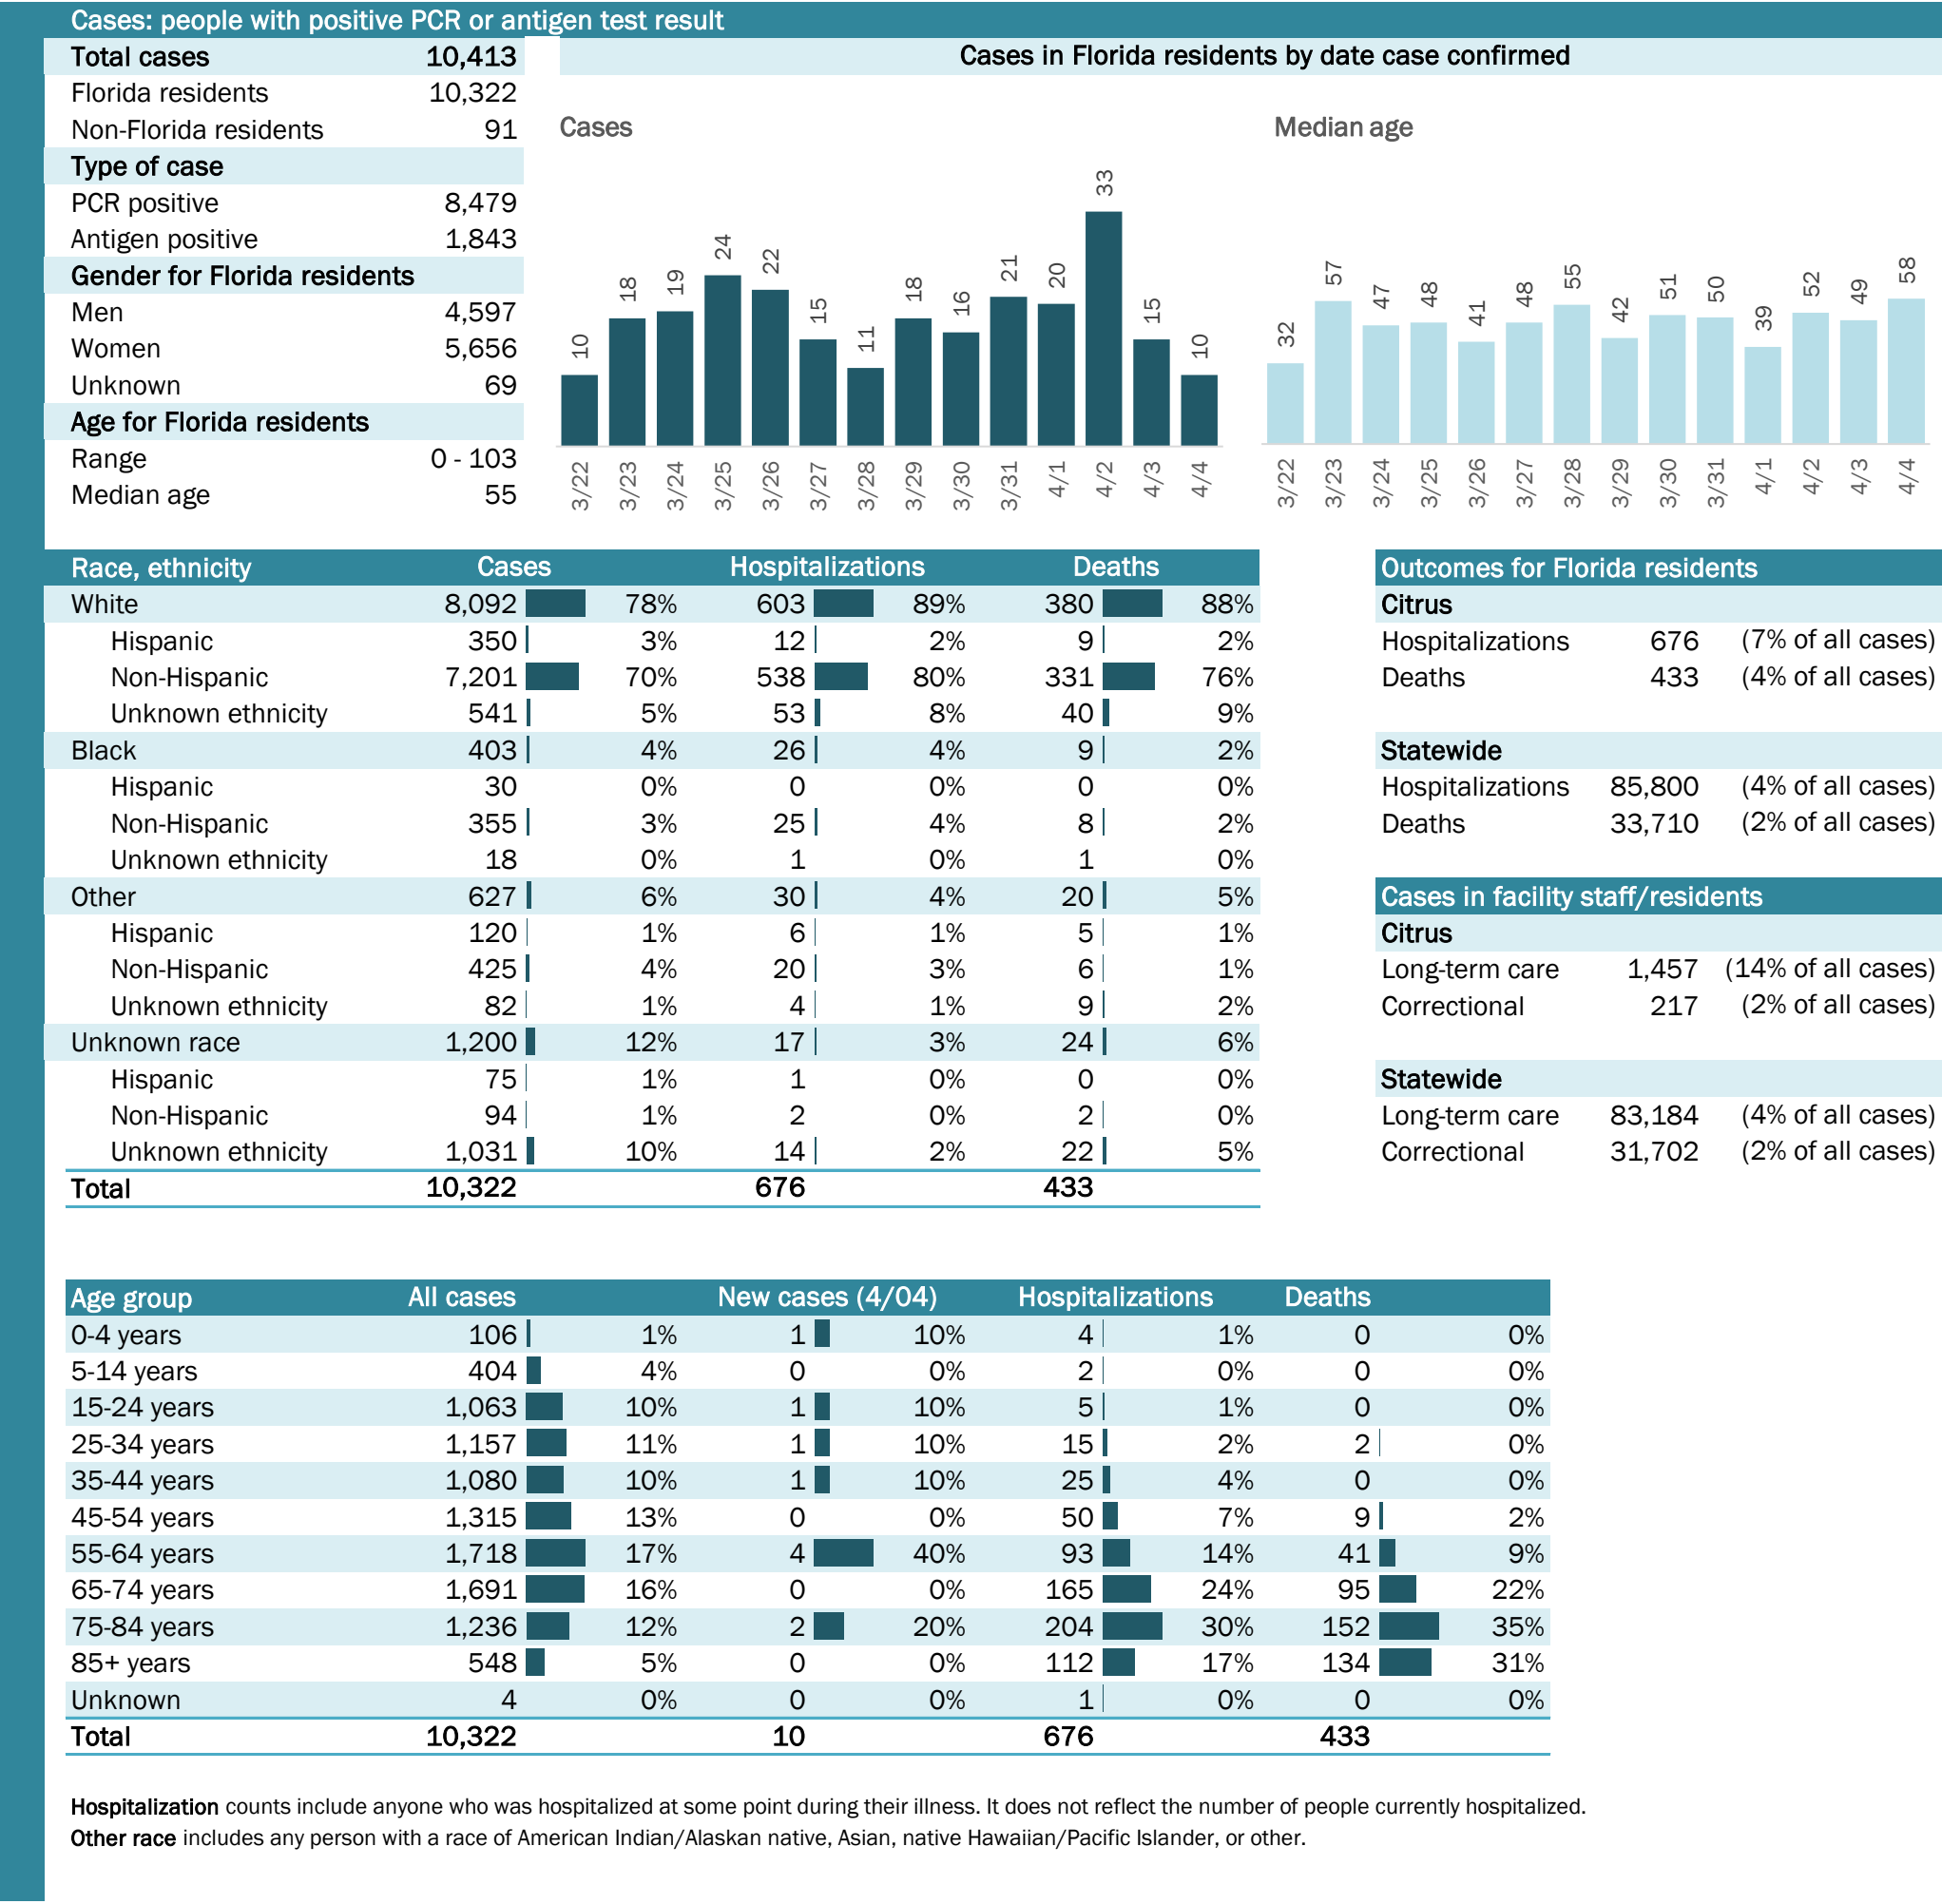 Cases: people with positive PCR or antigen test result
Total cases 10,413
Florida residents 10,322
Non-Florida residents 91
Type of case
PCR positive 8,479
Antigen positive 1,843
Gender for Florida residents
Men 4,597
Women 5,656
Unknown 69
Age for Florida residents
Range 0 - 103
Median age 55
Cases in Florida residents by date case confirmed
Cases
10 18 19 24 22 15 11 18 16 21 20 33 15 10
3/22 3/23 3/24 3/25 3/26 3/27 3/28 3/29 3/30 3/31 4/1 4/2 4/3 4/4
Median age
32 57 47 48 41 48 55 42 51 50 39 52 49 58
3/22 3/23 3/24 3/25 3/26 3/27 3/28 3/29 3/30 3/31 4/1 4/2 4/3 4/4
Race, ethnicity Cases Hospitalizations Deaths
White 8,092 78% 603 89% 380 88%
Hispanic 350 3% 12 2% 9 2%
Non-Hispanic 7,201 70% 538 80% 331 76%
Unknown ethnicity 541 5% 53 8% 40 9%
Black 403 4% 26 4% 9 2%
Hispanic 30 0% 0 0% 0 0%
Non-Hispanic 355 3% 25 4% 8 2%
Unknown ethnicity 18 0% 1 0% 1 0%
Other 627 6% 30 4% 20 5%
Hispanic 120 1% 6 1% 5 1%
Non-Hispanic 425 4% 20 3% 6 1%
Unknown ethnicity 82 1% 4 1% 9 2%
Unknown race 1,200 12% 17 3% 24 6%
Hispanic 75 1% 1 0% 0 0%
Non-Hispanic 94 1% 2 0% 2 0%
Unknown ethnicity 1,031 10% 14 2% 22 5%
Total 10,322 676 433
Outcomes for Florida residents
Citrus
Hospitalizations 676 (7% of all cases)
Deaths 433 (4% of all cases)
Statewide
Hospitalizations 85,800 (4% of all cases)
Deaths 33,710 (2% of all cases)
Cases in facility staff/residents
Citrus
Long-term care 1,457 (14% of all cases)
Correctional 217 (2% of all cases)
Statewide
Long-term care 83,184 (4% of all cases)
Correctional 31,702 (2% of all cases)
Age group All cases New cases (4/04) Hospitalizations Deaths
0-4 years 106 1% 1 10% 4 1% 0 0%
5-14 years 404 4% 0 0% 2 0% 0 0%
15-24 years 1,063 10% 1 10% 5 1% 0 0%
25-34 years 1,157 11% 1 10% 15 2% 2 0%
35-44 years 1,080 10% 1 10% 25 4% 0 0%
45-54 years 1,315 13% 0 0% 50 7% 9 2%
55-64 years 1,718 17% 4 40% 93 14% 41 9%
65-74 years 1,691 16% 0 0% 165 24% 95 22%
75-84 years 1,236 12% 2 20% 204 30% 152 35%
85+ years 548 5% 0 0% 112 17% 134 31%
Unknown 4 0% 0 0% 1 0% 0 0%
Total 10,322 10 676 433
Hospitalization counts include anyone who was hospitalized at some point during their illness. It does not reflect the number of people currently hospitalized.
Other race includes any person with a race of American Indian/Alaskan native, Asian, native Hawaiian/Pacific Islander, or other.